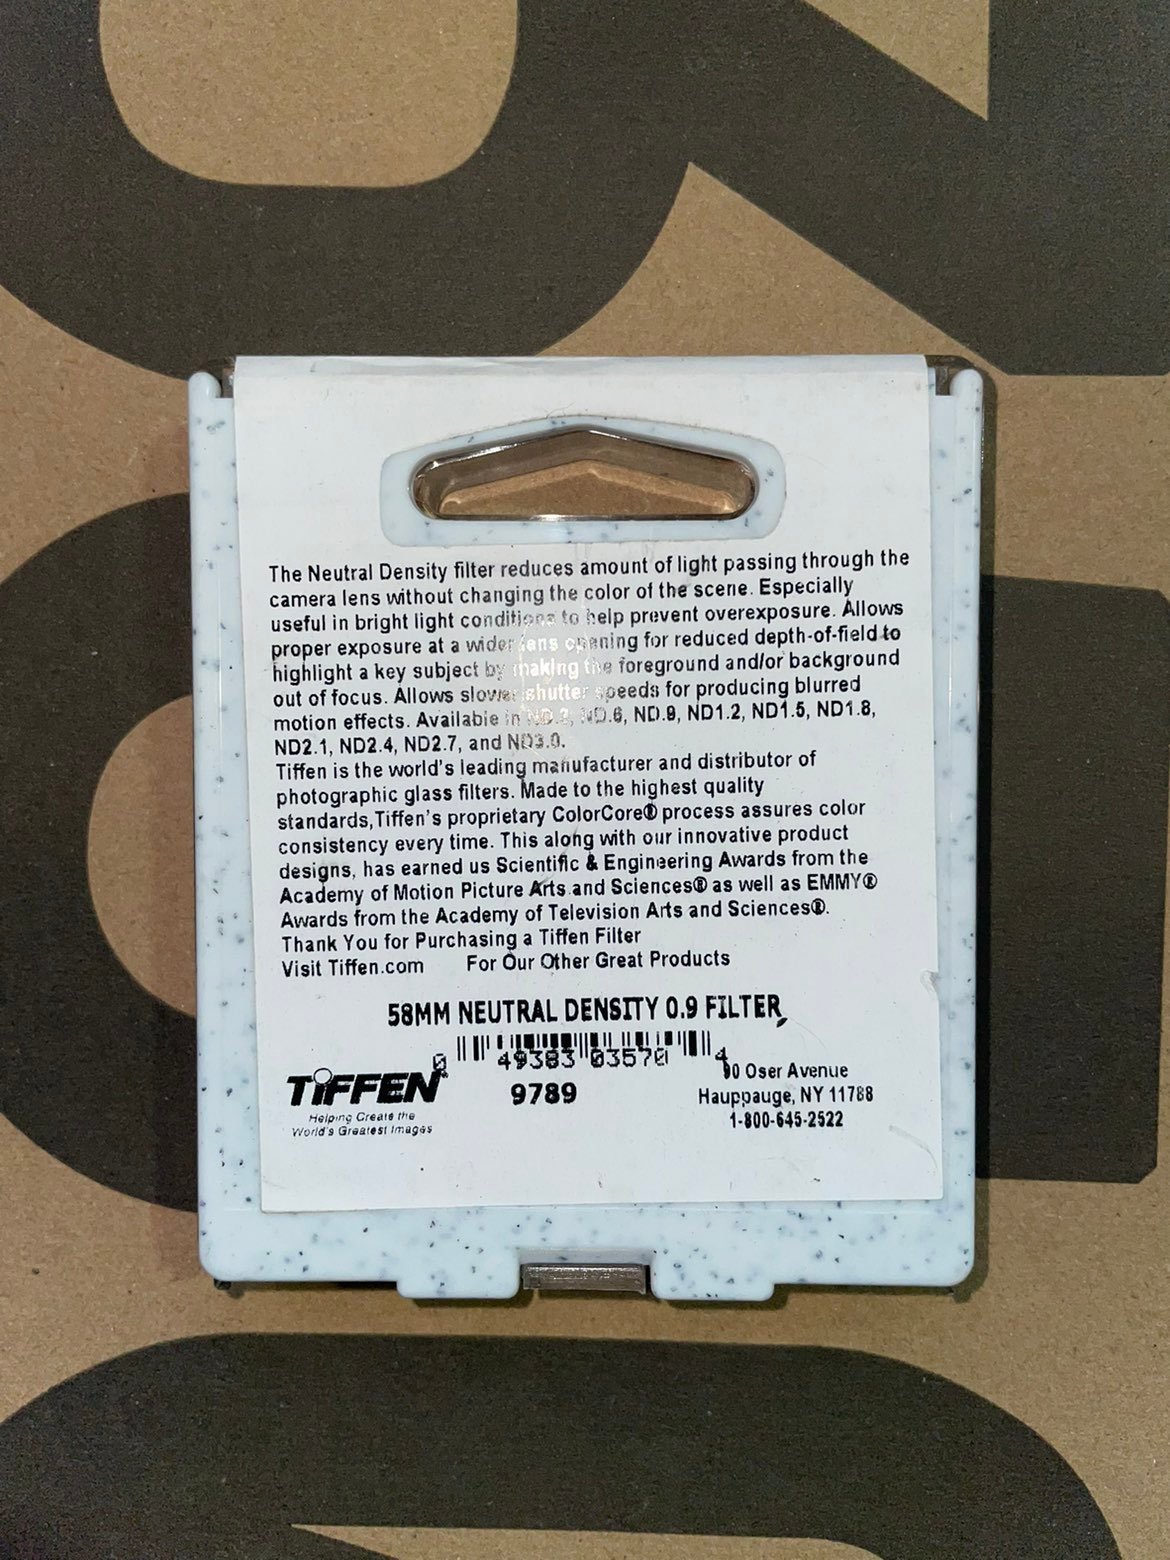 The Neutral Density filter reduces amount of light passing through the
camera lens without changing the color of the scene. Especially
useful in bright light conditions to help prevent overexposure. Allows
proper exposure at a wider lens opening for reduced depth-of-field to
highlight a key subject by making the foreground and/or background
out of focus. Allows slower shutter speeds for producing blurred
motion effects. Available in ND.3, ND.6, ND.9, ND1.2, ND1.5, ND1.8,
ND2.1, ND2.4, ND2.7, and ND3.0.
Tiffen is the world's leading manufacturer and distributor of
photographic glass filters. Made to the highest quality
standards,Tiffen's proprietary ColorCore® process assures color
consistency every time. This along with our innovative product
designs, has earned us Scientific & Engineering Awards from the
Academy of Motion Picture Arts and Sciences® as well as EMMY®
Awards from the Academy of Television Arts and Sciences®.
Thank You for Purchasing a Tiffen Filter
Visit Tiffen.com For Our Other Great Products
58MM NEUTRAL DENSITY 0.9 FILTER
0 49383 03570 4
TIFFEN®
Helping Create the
World's Greatest Images
9789
90 Oser Avenue
Hauppauge, NY 11788
1-800-645-2522